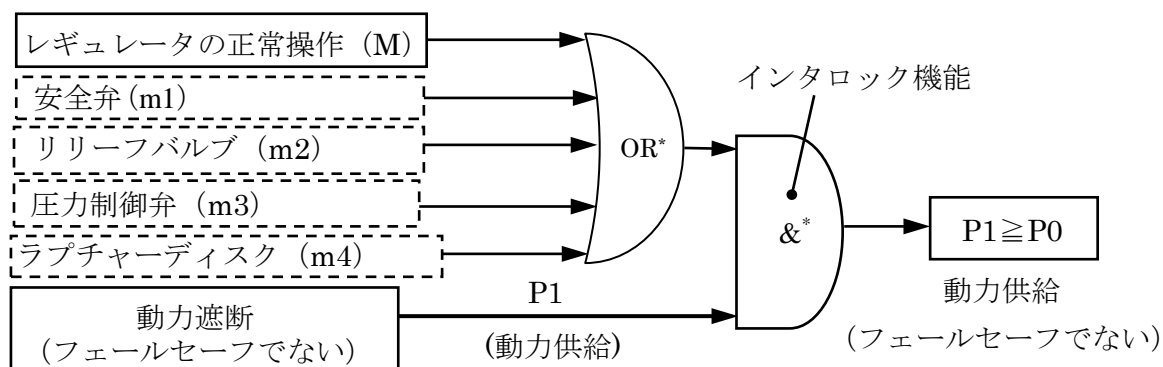 レギュレータの正常操作（M）
安全弁(m1)
リリーフバルブ（m2）
圧力制御弁（m3）
ラプチャーディスク（m4）
動力遮断
（フェールセーフでない）
OR*
P1
(動力供給)
インタロック機能
&*
P1≧P0
動力供給
（フェールセーフでない）